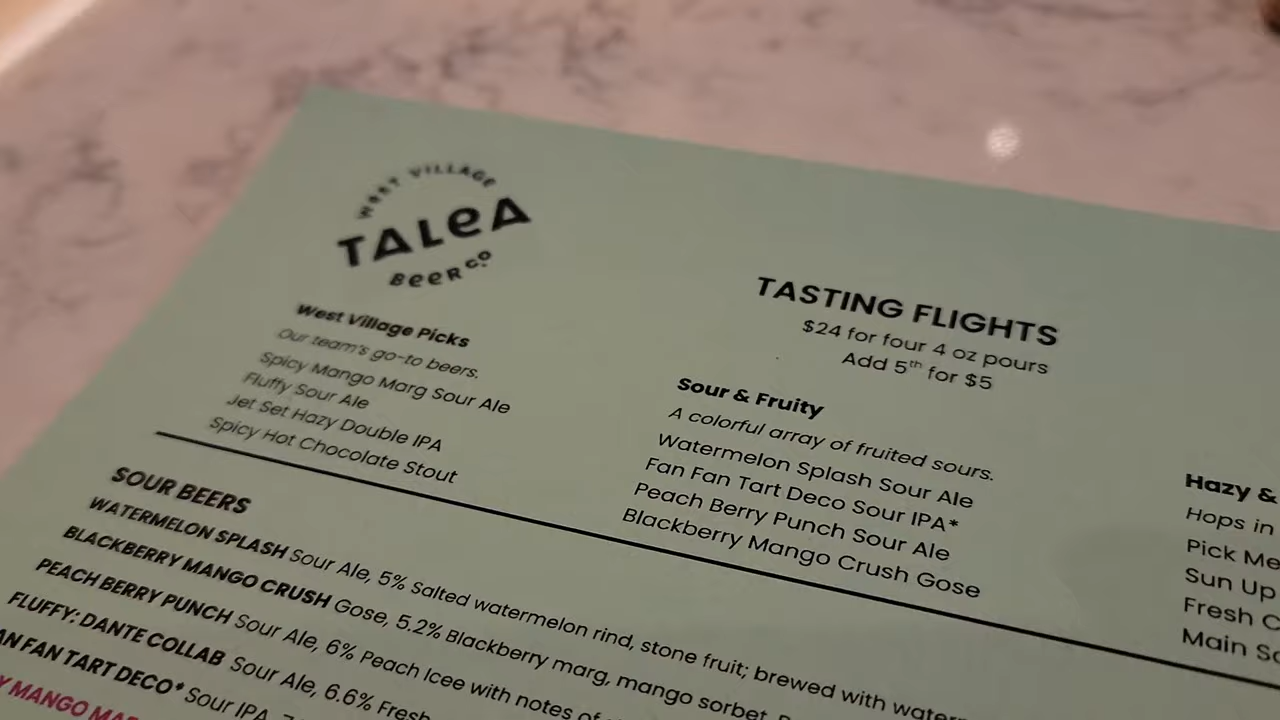 WEST VILLAGE
TALEA
BEER CO
West Village Picks
Our team's go-to beers.
Spicy Mango Marg Sour Ale
Fluffy Sour Ale
Jet Set Hazy Double IPA
Spicy Hot Chocolate Stout
TASTING FLIGHTS
$24 for four 4 oz pours
Add 5th for $5
Sour & Fruity
A colorful array of fruited sours.
Watermelon Splash Sour Ale
Fan Fan Tart Deco Sour IPA*
Peach Berry Punch Sour Ale
Blackberry Mango Crush Gose
Hazy &
Hops in
Pick Me
Sun Up
Fresh
Main
SOUR BEERS
WATERMELON SPLASH Sour Ale, 5% Salted watermelon rind, stone fruit; brewed with
BLACKBERRY MANGO CRUSH Gose, 5.2% Blackberry marg, mango sorbet.
PEACH BERRY PUNCH Sour Ale, 6% Peach Icee with notes of
FLUFFY: DANTE COLLAB Sour Ale, 6.6% Fresh
FAN TART DECO* Sour IPA,
MANGO